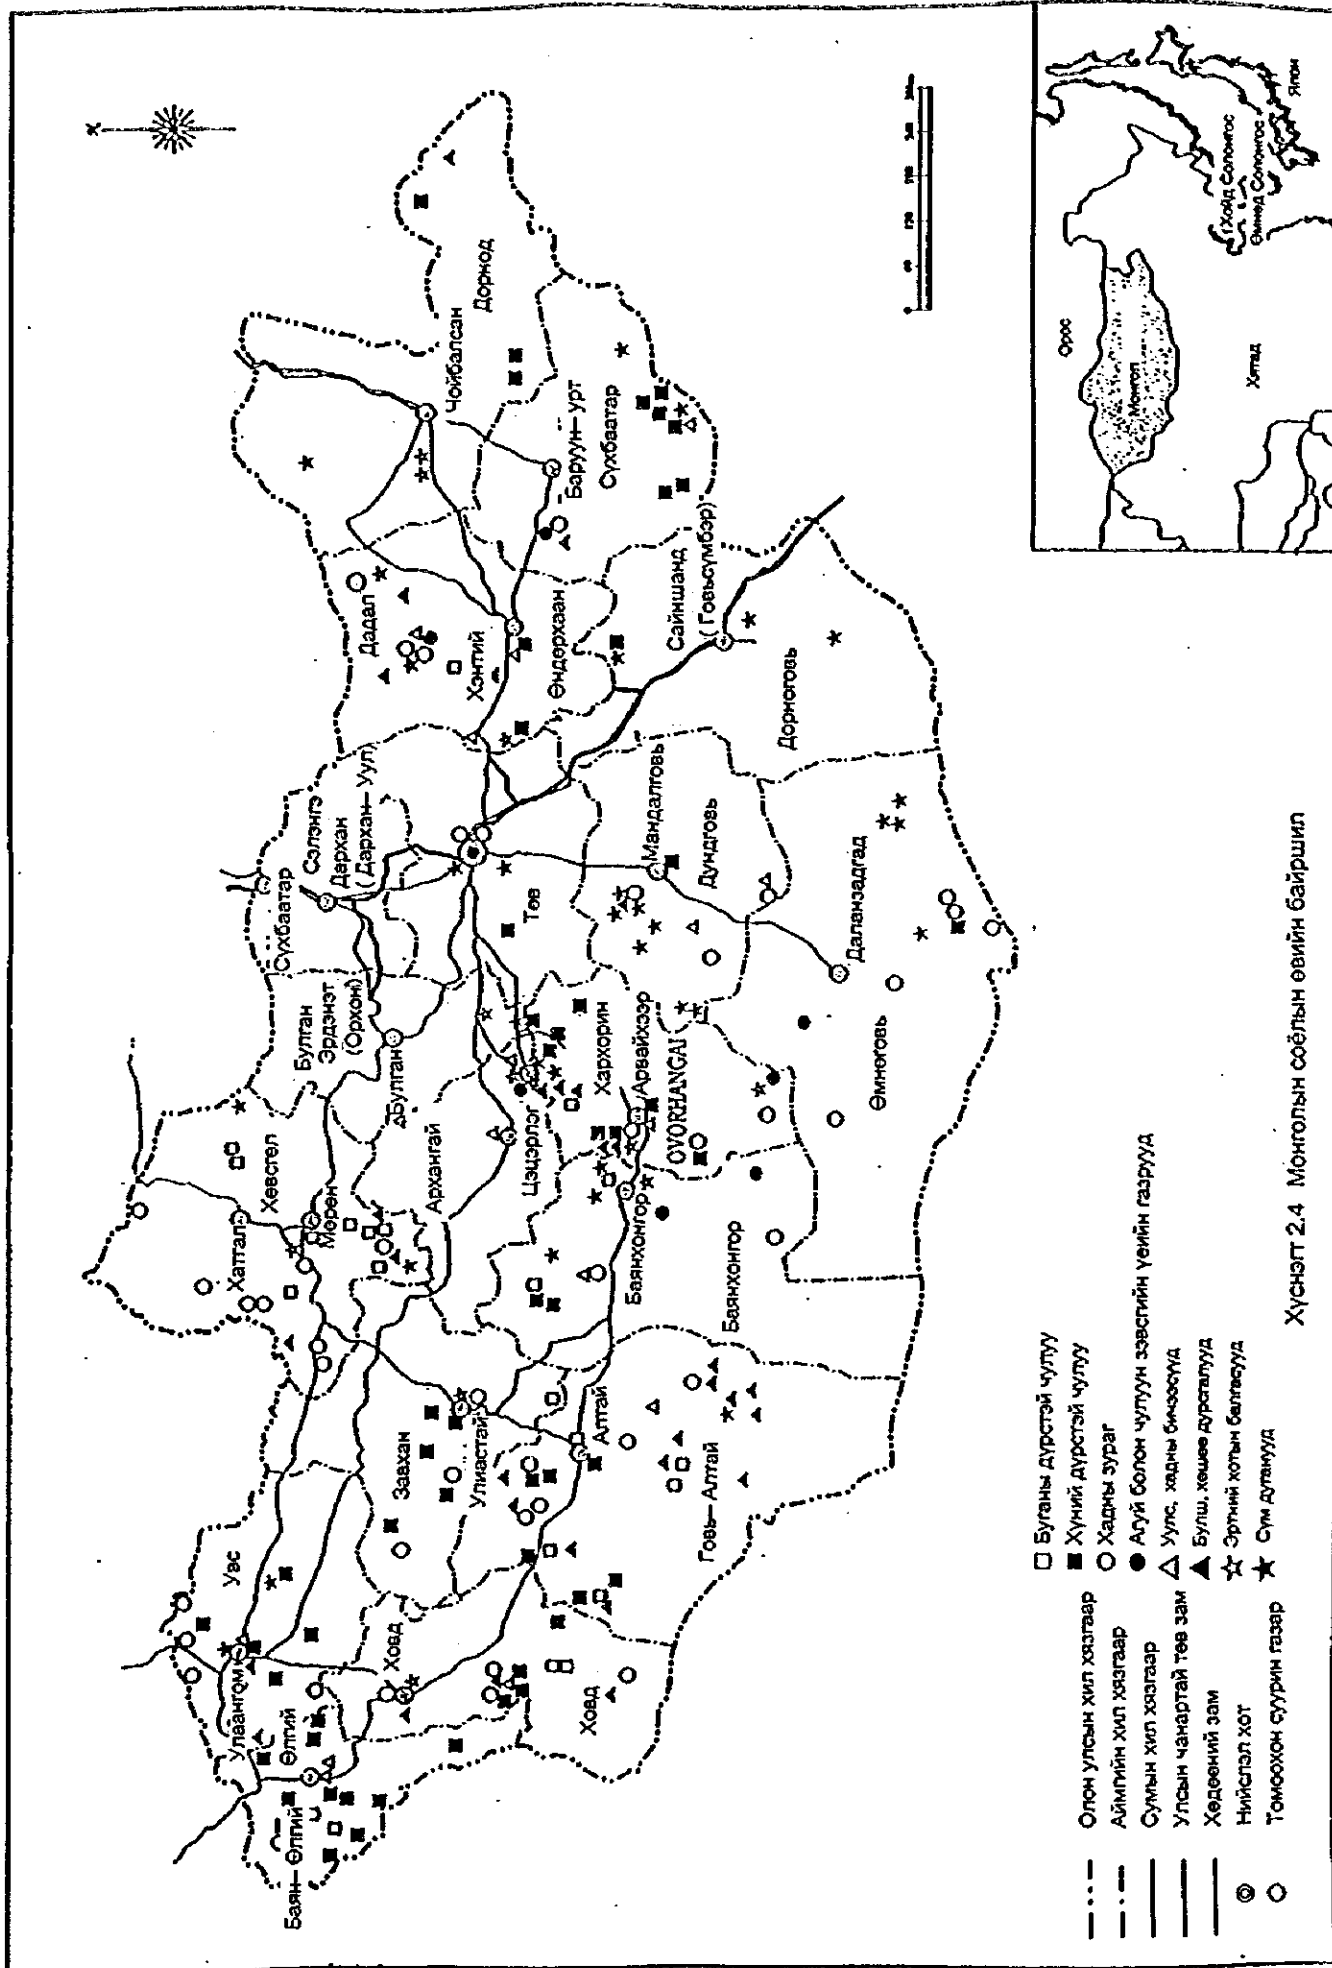 Баян-Өлгий
Улаангом
Өлгий
Увс
Ховд
Ховд
Завхан
Улиастай
Алтай
Говь-Алтай
Хатгал
Хөвсгөл
Мөрөн
Архангай
Цэцэрлэг
Баянхонгор
Баянхонгор
Булган
Эрдэнэт
(Орхон)
Булган
Хархорин
Арвайхээр
OVORHANGAI
Сүхбаатар
Сэлэнгэ
Дархан
(Дархан-Уул)
Төв
Мандалговь
Дундговь
Даланзадгад
Өмнөговь
Дадал
Хэнтий
Өндөрхаан
Сайншанд
(Говьсүмбэр)
Дорноговь
Чойбалсан
Дорнод
Баруун-урт
Сүхбаатар
Орос
Монгол
Хятад
Хойд Солонгос
Өмнөд Солонгос
Япон
Олон улсын хил хязгаар
Аймгийн хил хязгаар
Сумын хил хязгаар
Улсын чанартай төв зам
Хөдөөний зам
Нийслэл хот
Томоохон суурин газар
Буганы дүрстэй чулуу
Хүний дүрстэй чулуу
Хадны зураг
Агуй болон чулуун зэвсгийн үеийн газрууд
Уулс, хадны бичээсүүд
Булш, хөшөө дурсгалууд
Эртний хотын балгасууд
Сүм дуганууд
Хүснэгт 2.4 Монголын соёлын өвийн байршил